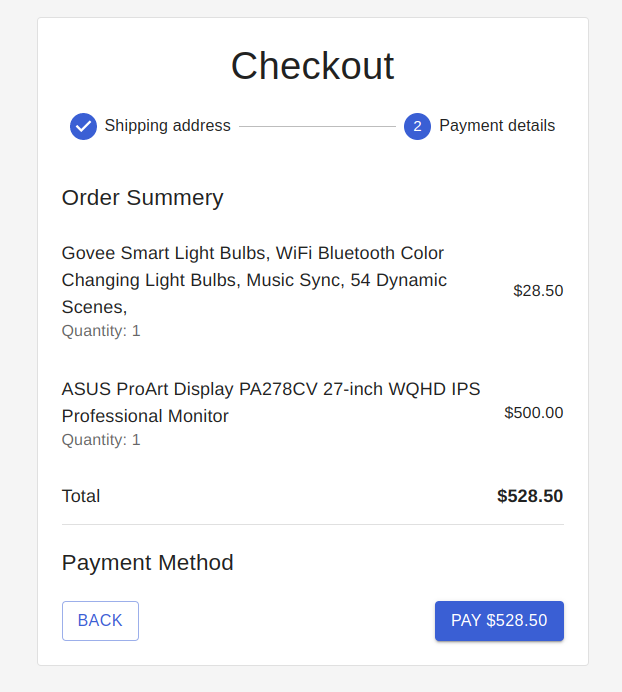 Checkout
Shipping address
2
Payment details
Order Summery
Govee Smart Light Bulbs, WiFi Bluetooth Color
Changing Light Bulbs, Music Sync, 54 Dynamic
Scenes,
$28.50
Quantity: 1
ASUS ProArt Display PA278CV 27-inch WQHD IPS
Professional Monitor
$500.00
Quantity: 1
Total
$528.50
Payment Method
BACK
PAY $528.50